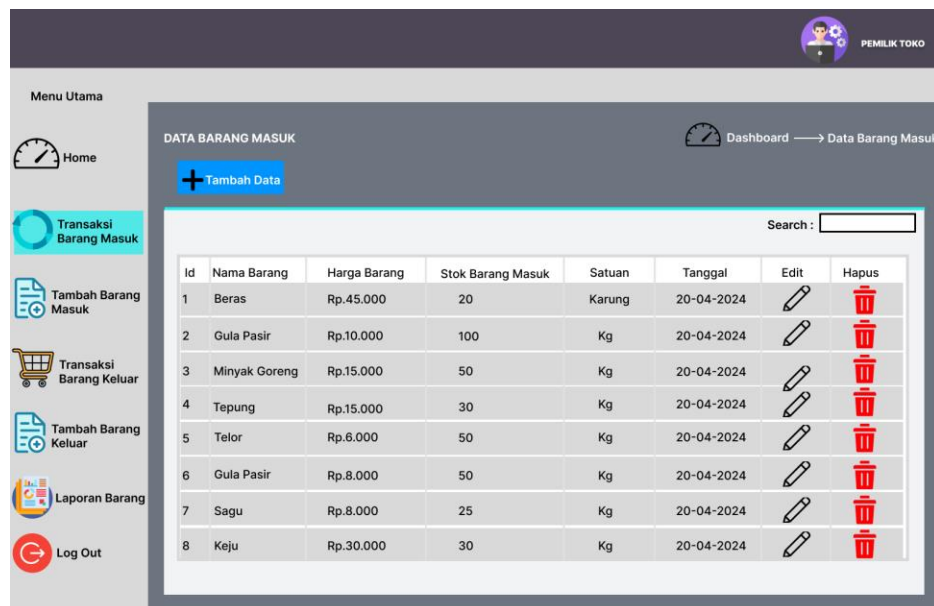 PEMILIK TOKO
Menu Utama
Home
Transaksi
Barang Masuk
Tambah Barang
Masuk
Transaksi
Barang Keluar
Tambah Barang
Keluar
Laporan Barang
Log Out
DATA BARANG MASUK
Dashboard → Data Barang Masuk
Tambah Data
Search :
Id Nama Barang Harga Barang Stok Barang Masuk Satuan Tanggal Edit Hapus
1 Beras Rp.45.000 20 Karung 20-04-2024
2 Gula Pasir Rp.10.000 100 Kg 20-04-2024
3 Minyak Goreng Rp.15.000 50 Kg 20-04-2024
4 Tepung Rp.15.000 30 Kg 20-04-2024
5 Telor Rp.6.000 50 Kg 20-04-2024
6 Gula Pasir Rp.8.000 50 Kg 20-04-2024
7 Sagu Rp.8.000 25 Kg 20-04-2024
8 Keju Rp.30.000 30 Kg 20-04-2024